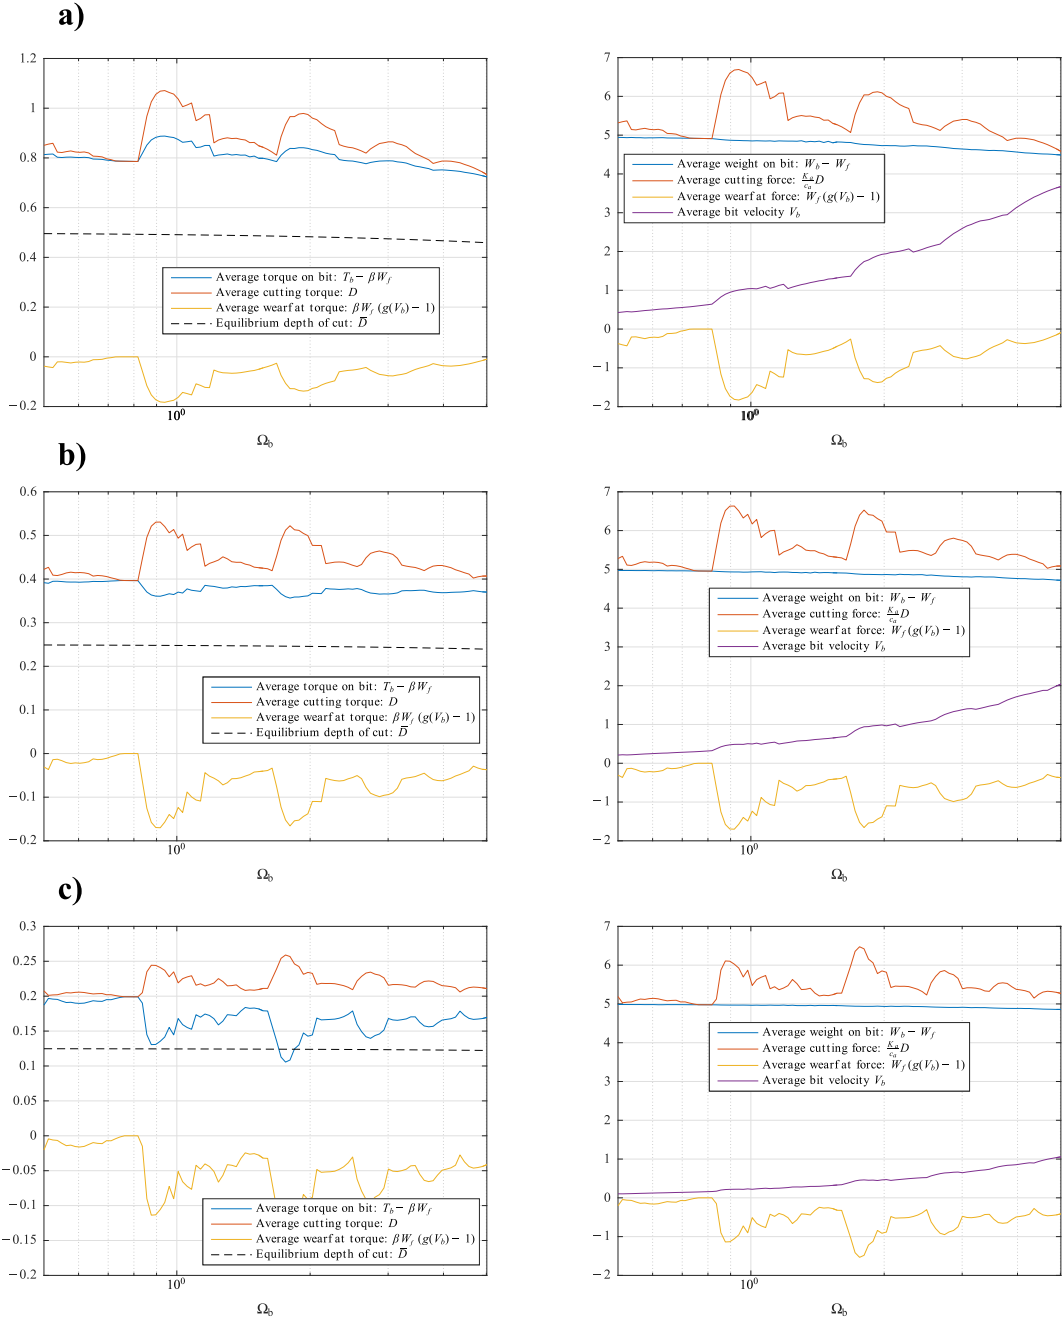 a)
1.2
1
0.8
0.6
0.4
0.2
0
−0.2
10⁰
Ω_b
Average torque on bit: T_b − βW_f
Average cutting torque: D
Average wearf at torque: βW_f (g(V_b) − 1)
Equilibrium depth of cut: D̅
7
6
5
4
3
2
1
0
−1
−2
10⁰
Ω_b
Average weight on bit: W_b − W_f
Average cutting force: K_a/c_a D
Average wearf at force: W_f (g(V_b) − 1)
Average bit velocity V_b
b)
0.6
0.5
0.4
0.3
0.2
0.1
0
−0.1
−0.2
10⁰
Ω_b
Average torque on bit: T_b − βW_f
Average cutting torque: D
Average wearf at torque: βW_f (g(V_b) − 1)
Equilibrium depth of cut: D̅
7
6
5
4
3
2
1
0
−1
−2
10⁰
Ω_b
Average weight on bit: W_b − W_f
Average cutting force: K_a/c_a D
Average wearf at force: W_f (g(V_b) − 1)
Average bit velocity V_b
c)
0.3
0.25
0.2
0.15
0.1
0.05
0
−0.05
−0.1
−0.15
−0.2
10⁰
Ω_b
Average torque on bit: T_b − βW_f
Average cutting torque: D
Average wearf at torque: βW_f (g(V_b) − 1)
Equilibrium depth of cut: D̅
7
6
5
4
3
2
1
0
−1
−2
10⁰
Ω_b
Average weight on bit: W_b − W_f
Average cutting force: K_a/c_a D
Average wearf at force: W_f (g(V_b) − 1)
Average bit velocity V_b